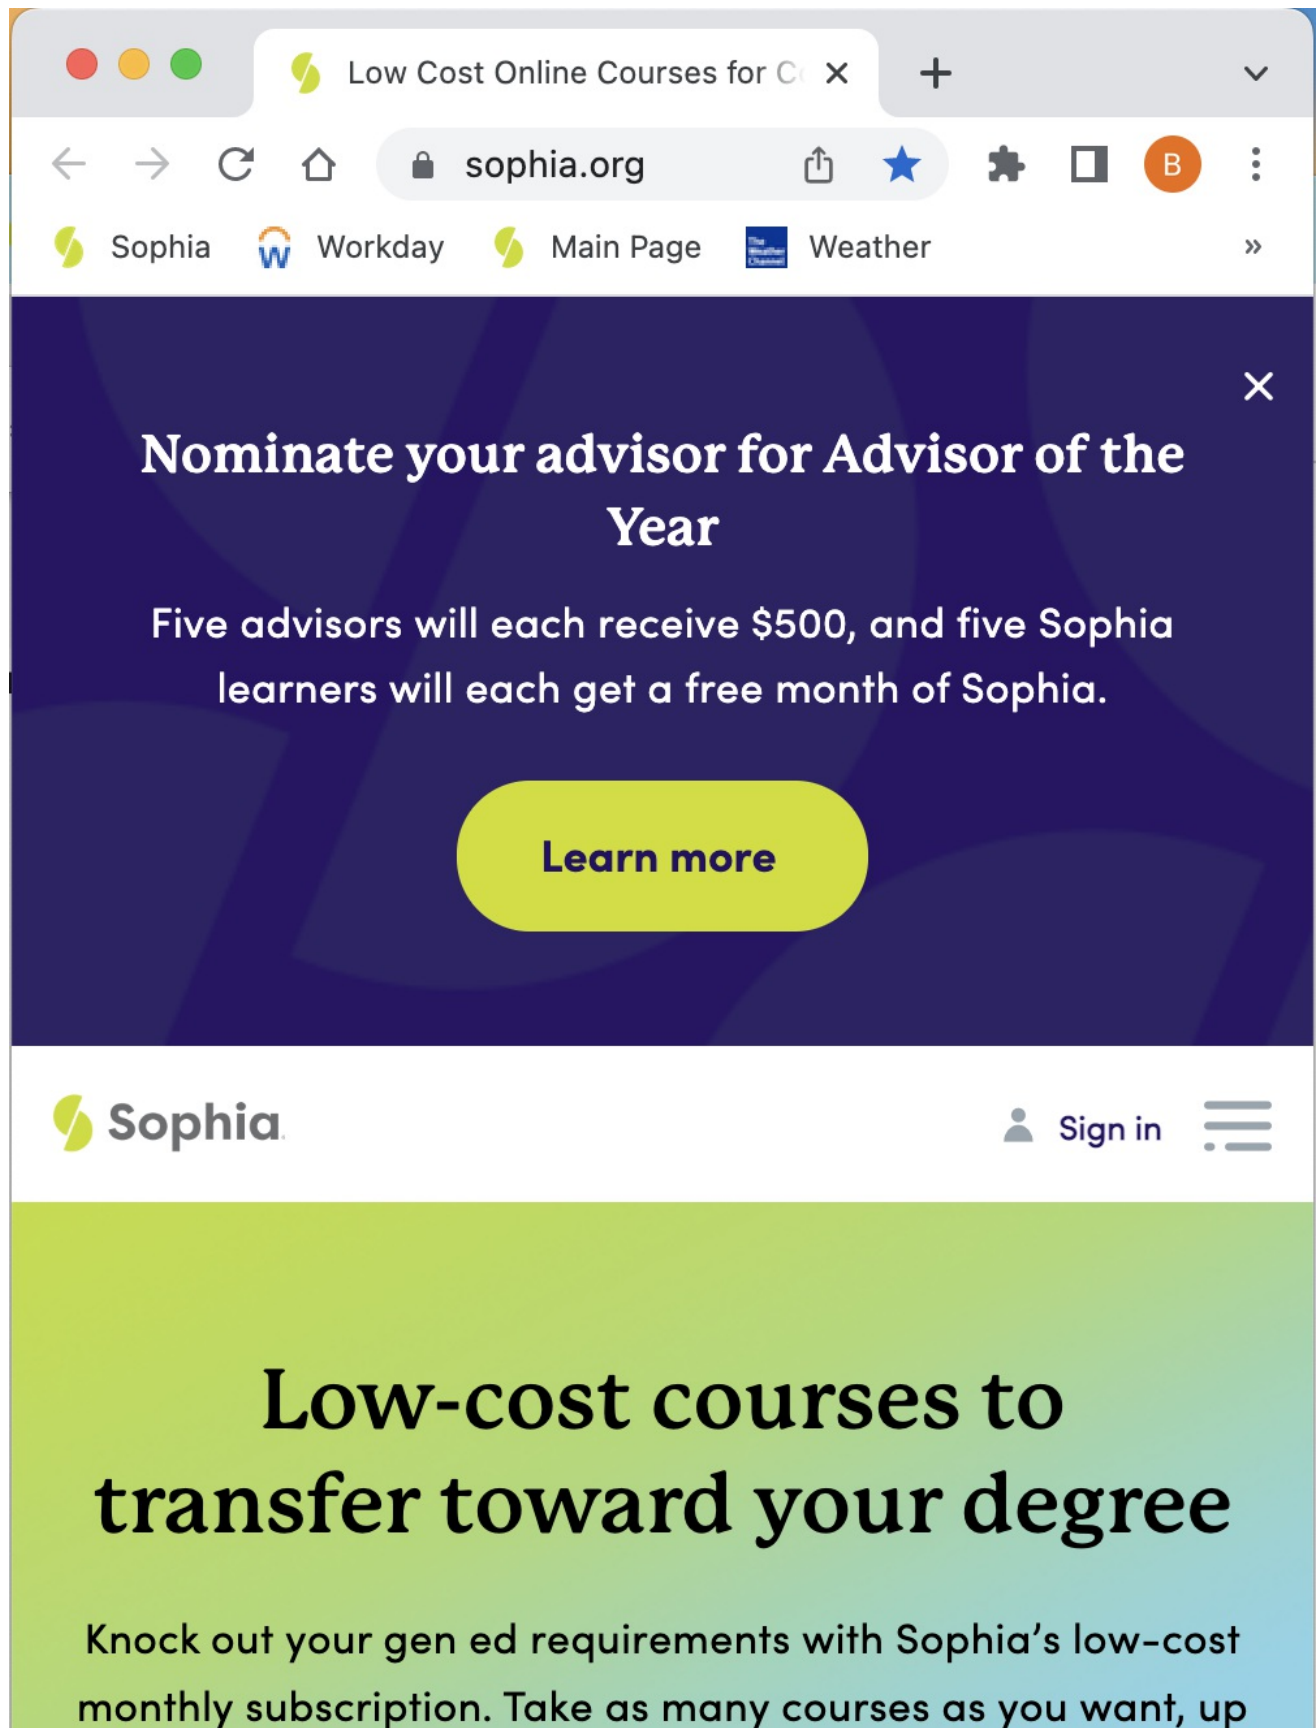 Low Cost Online Courses for C
sophia.org
B
Sophia
Workday
Main Page
The Weather Channel
Weather
Nominate your advisor for Advisor of the
Year
Five advisors will each receive $500, and five Sophia
learners will each get a free month of Sophia.
Learn more
Sophia
Sign in
Low-cost courses to
transfer toward your degree
Knock out your gen ed requirements with Sophia's low-cost
monthly subscription. Take as many courses as you want, up